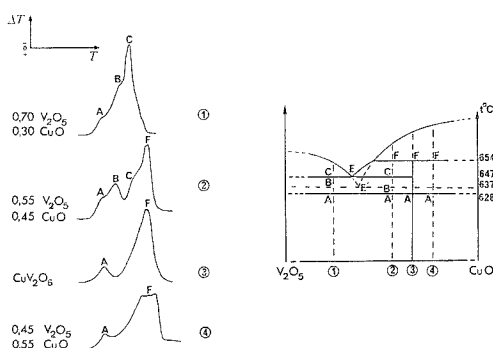 ΔT
T
C
B
A
0,70 V₂O₅
0,30 CuO
①
F
C
B
A
0,55 V₂O₅
0,45 CuO
②
F
A
CuV₂O₆
③
F
A
0,45 V₂O₅
0,55 CuO
④
t°C
F F F 654
C E C 647
B E' B 637
A A A A 628
V₂O₅ ① ② ③ ④ CuO